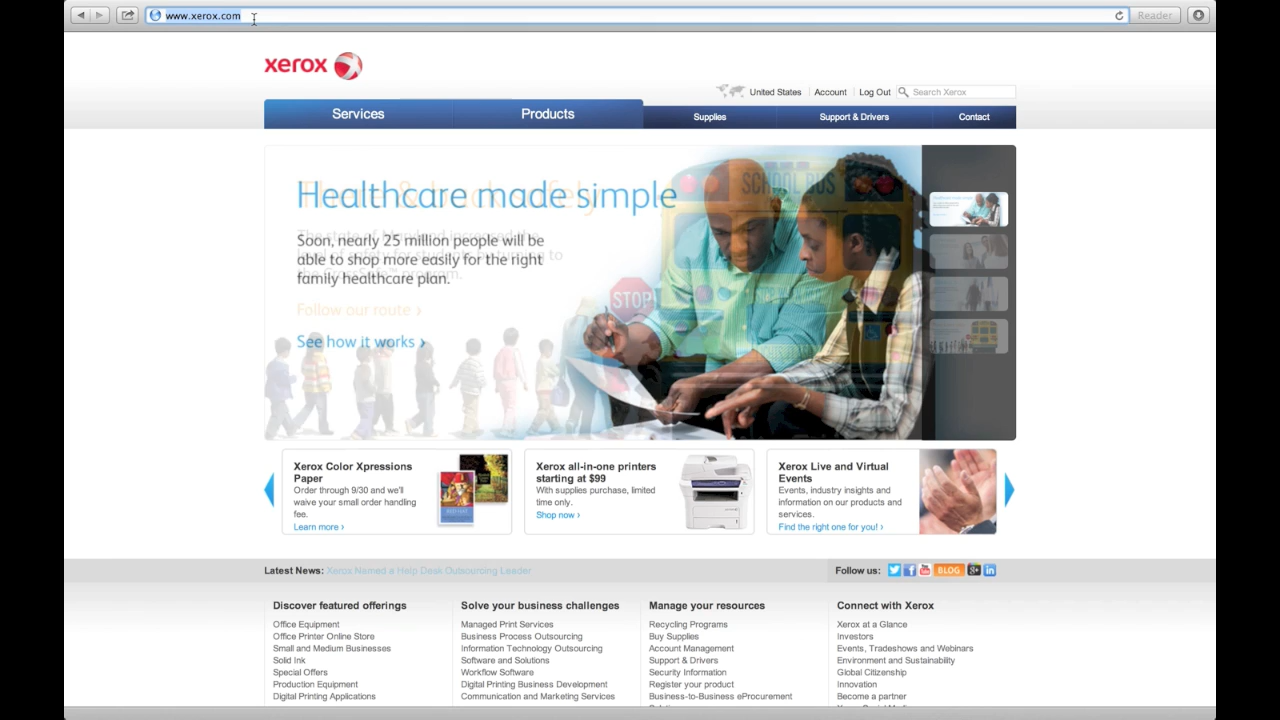 www.xerox.com
Reader
xerox
United States
Account
Log Out
Search Xerox
Services
Products
Supplies
Support & Drivers
Contact
Healthcare made simple
Soon, nearly 25 million people will be
able to shop more easily for the right
family healthcare plan.
Follow our route ›
See how it works ›
SCHOOL BUS
STOP
Xerox Color Xpressions
Paper
Order through 9/30 and we'll
waive your small order handling
fee.
Learn more ›
Xerox all-in-one printers
starting at $99
With supplies purchase, limited
time only.
Shop now ›
Xerox Live and Virtual
Events
Events, industry insights and
information on our products and
services.
Find the right one for you! ›
Latest News: Xerox Named a Help Desk Outsourcing Leader
Follow us:
BLOG
Discover featured offerings
Office Equipment
Office Printer Online Store
Small and Medium Businesses
Solid Ink
Special Offers
Production Equipment
Digital Printing Applications
Solve your business challenges
Managed Print Services
Business Process Outsourcing
Information Technology Outsourcing
Software and Solutions
Workflow Software
Digital Printing Business Development
Communication and Marketing Services
Manage your resources
Recycling Programs
Buy Supplies
Account Management
Support & Drivers
Security Information
Register your product
Business-to-Business eProcurement
Connect with Xerox
Xerox at a Glance
Investors
Events, Tradeshows and Webinars
Environment and Sustainability
Global Citizenship
Innovation
Become a partner